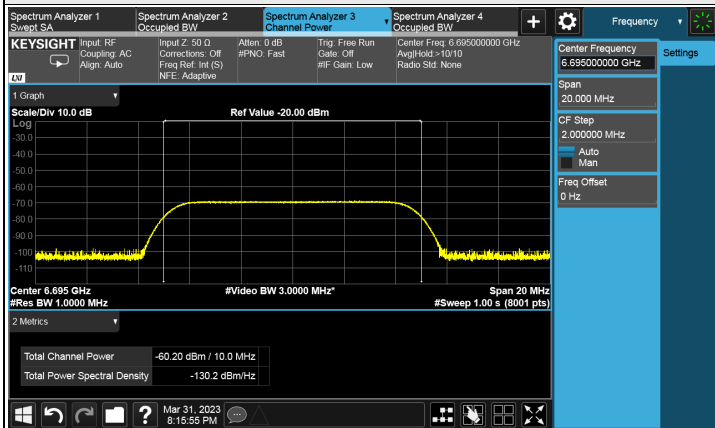 Spectrum Analyzer 1
Swept SA
Spectrum Analyzer 2
Occupied BW
Spectrum Analyzer 3
Channel Power
Spectrum Analyzer 4
Occupied BW
+
Frequency
KEYSIGHT
LXI
Input: RF
Coupling: AC
Align: Auto
Input Z: 50 Ω
Corrections: Off
Freq Ref: Int (S)
NFE: Adaptive
Atten: 0 dB
#PNO: Fast
Trig: Free Run
Gate: Off
#IF Gain: Low
Center Freq: 6.695000000 GHz
Avg|Hold:>10/10
Radio Std: None
Center Frequency
6.695000000 GHz
Settings
Span
20.000 MHz
CF Step
2.000000 MHz
Auto
Man
Freq Offset
0 Hz
1 Graph
Scale/Div 10.0 dB
Ref Value -20.00 dBm
Log
-30.0
-40.0
-50.0
-60.0
-70.0
-80.0
-90.0
-100
-110
Center 6.695 GHz
#Video BW 3.0000 MHz*
Span 20 MHz
#Res BW 1.0000 MHz
#Sweep 1.00 s (8001 pts)
2 Metrics
Total Channel Power -60.20 dBm / 10.0 MHz
Total Power Spectral Density -130.2 dBm/Hz
?
Mar 31, 2023
8:15:55 PM